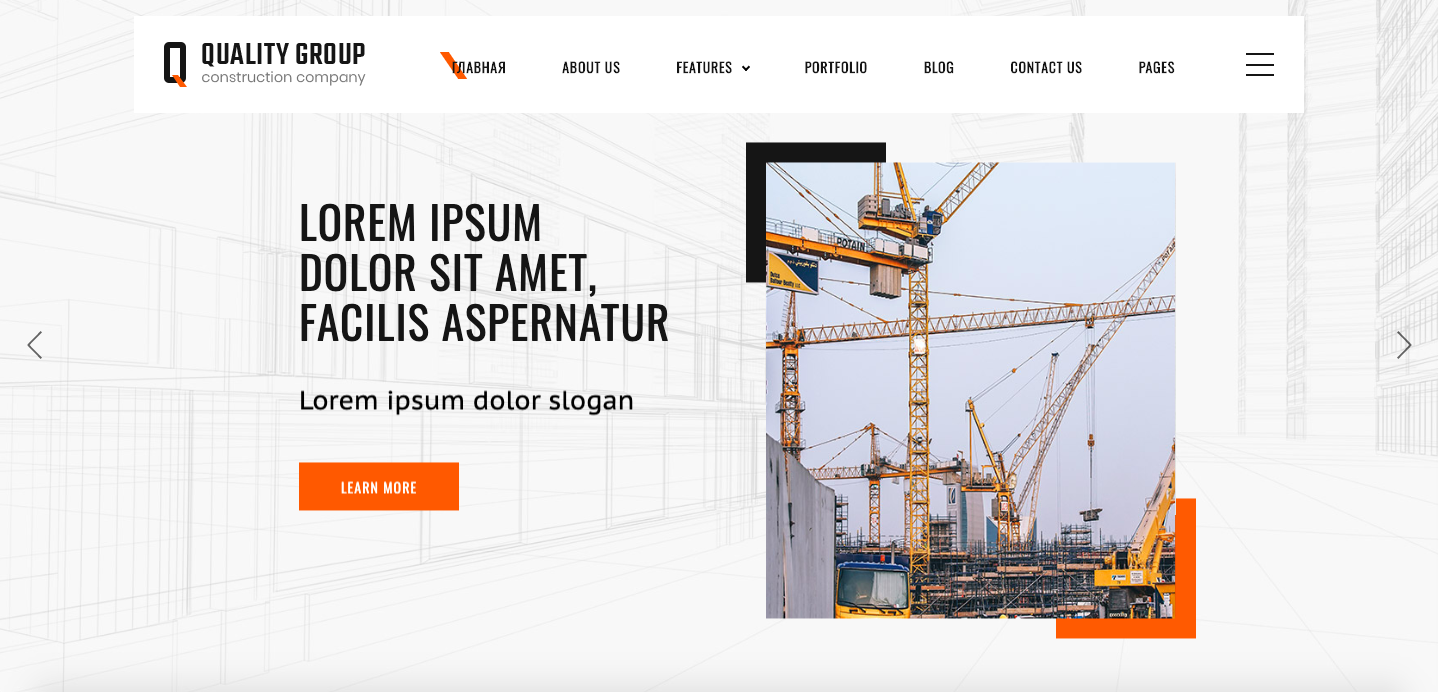 QUALITY GROUP
construction company
ГЛАВНАЯ ABOUT US FEATURES PORTFOLIO BLOG CONTACT US PAGES
LOREM IPSUM
DOLOR SIT AMET,
FACILIS ASPERNATUR
Lorem ipsum dolor slogan
LEARN MORE
POTAIN